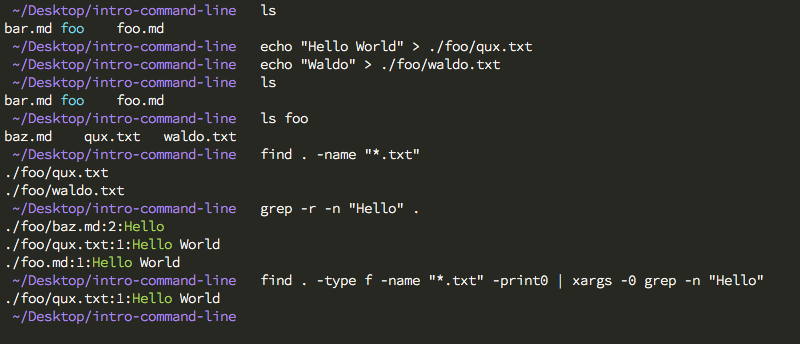 ~/Desktop/intro-command-line ls
bar.md foo foo.md
~/Desktop/intro-command-line echo "Hello World" > ./foo/qux.txt
~/Desktop/intro-command-line echo "Waldo" > ./foo/waldo.txt
~/Desktop/intro-command-line ls
bar.md foo foo.md
~/Desktop/intro-command-line ls foo
baz.md qux.txt waldo.txt
~/Desktop/intro-command-line find . -name "*.txt"
./foo/qux.txt
./foo/waldo.txt
~/Desktop/intro-command-line grep -r -n "Hello" .
./foo/baz.md:2:Hello
./foo/qux.txt:1:Hello World
./foo.md:1:Hello World
~/Desktop/intro-command-line find . -type f -name "*.txt" -print0 | xargs -0 grep -n "Hello"
./foo/qux.txt:1:Hello World
~/Desktop/intro-command-line